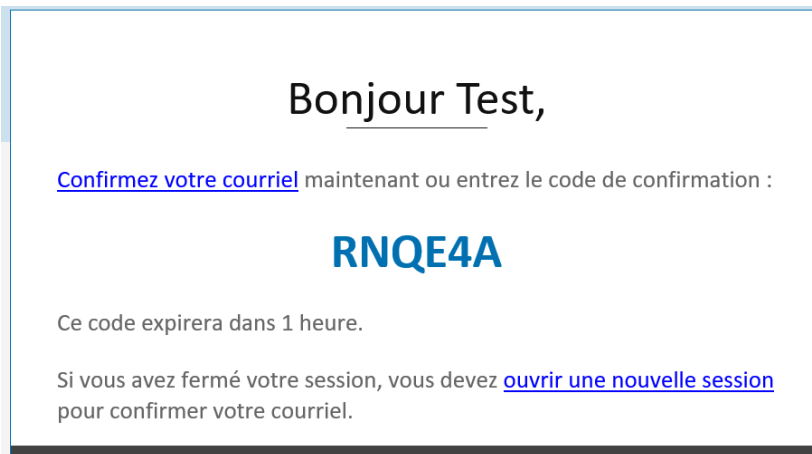 Bonjour Test,
Confirmez votre courriel maintenant ou entrez le code de confirmation :
RNQE4A
Ce code expirera dans 1 heure.
Si vous avez fermé votre session, vous devez ouvrir une nouvelle session
pour confirmer votre courriel.